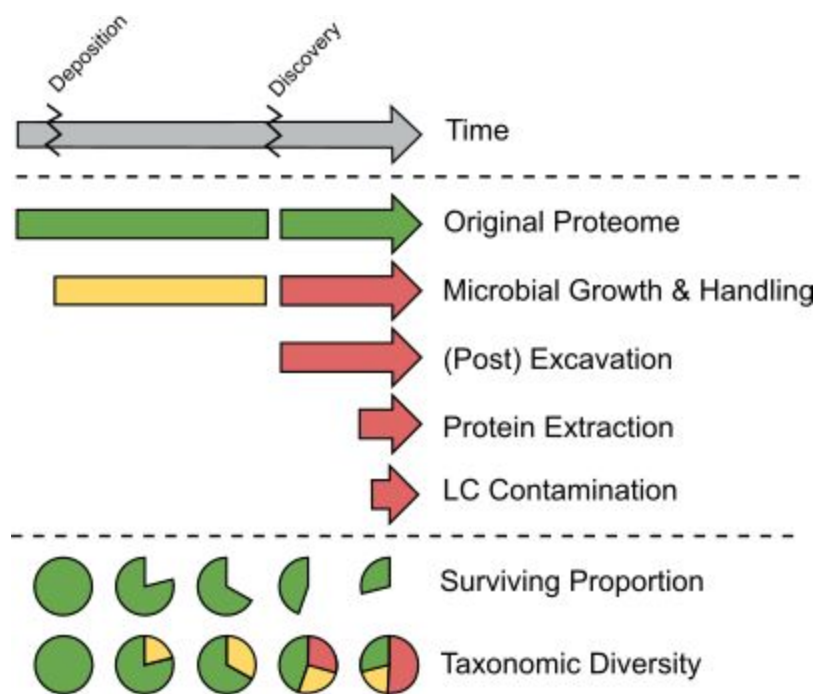 Deposition
Discovery
Time
Original Proteome
Microbial Growth & Handling
(Post) Excavation
Protein Extraction
LC Contamination
Surviving Proportion
Taxonomic Diversity